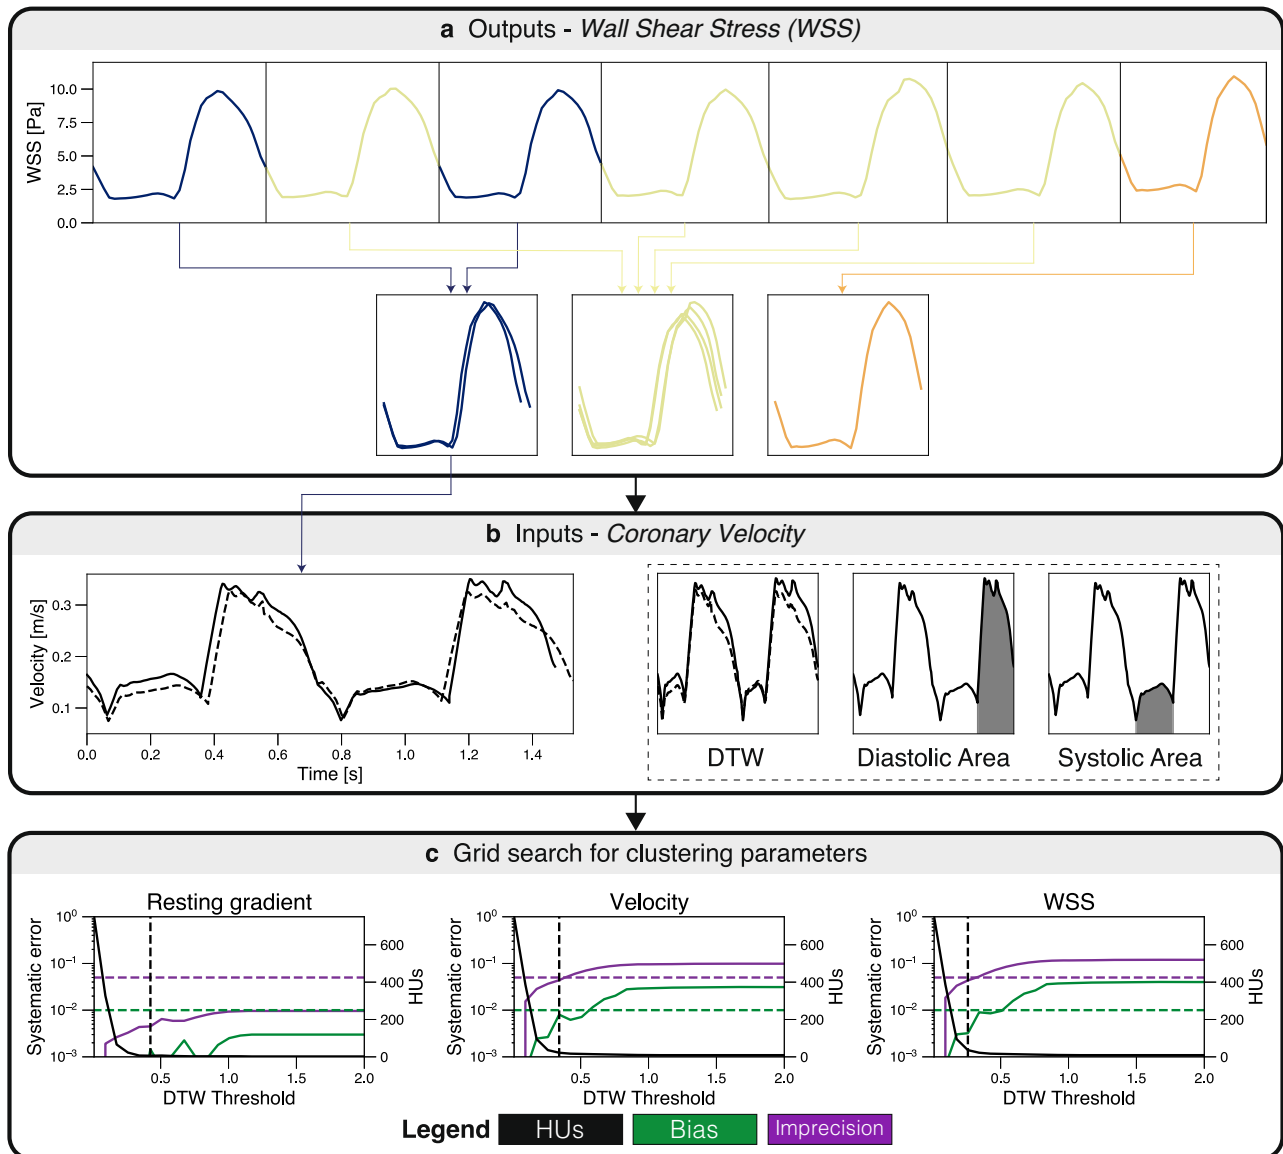 a Outputs - Wall Shear Stress (WSS)
WSS [Pa]
10.0
7.5
5.0
2.5
0.0
b Inputs - Coronary Velocity
Velocity [m/s]
0.3
0.2
0.1
0.0 0.2 0.4 0.6 0.8 1.0 1.2 1.4
Time [s]
DTW
Diastolic Area
Systolic Area
c Grid search for clustering parameters
Resting gradient
Systematic error
10^0
10^-1
10^-2
10^-3
600
400
200
0
HUs
0.5 1.0 1.5 2.0
DTW Threshold
Velocity
Systematic error
10^0
10^-1
10^-2
10^-3
600
400
200
0
HUs
0.5 1.0 1.5 2.0
DTW Threshold
WSS
Systematic error
10^0
10^-1
10^-2
10^-3
600
400
200
0
HUs
0.5 1.0 1.5 2.0
DTW Threshold
Legend HUs Bias Imprecision